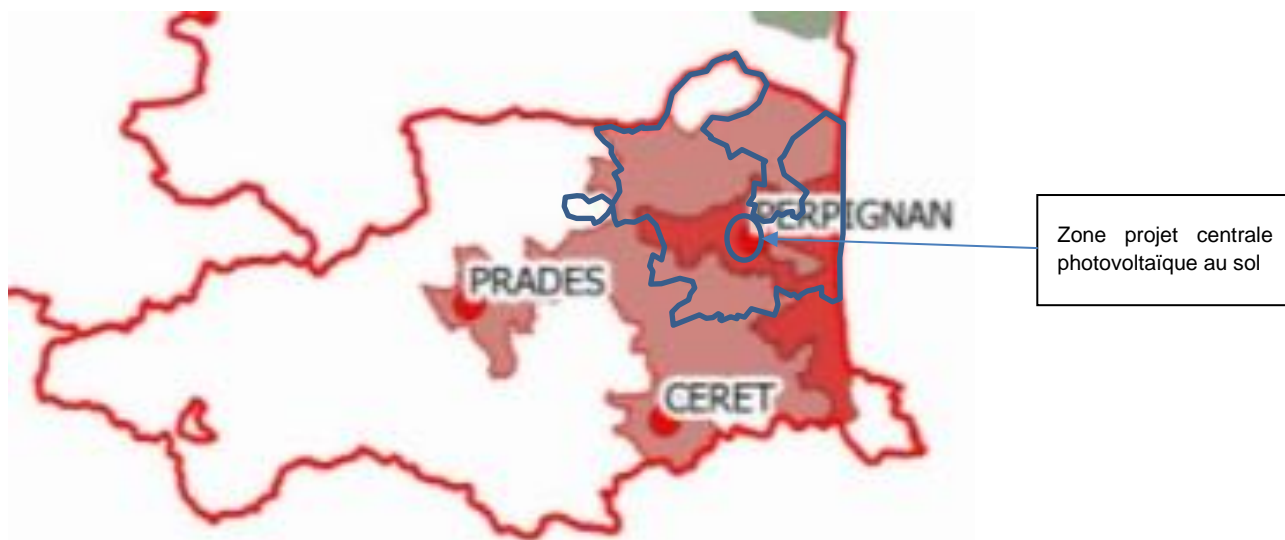 PERPIGNAN
Zone projet centrale
photovoltaïque au sol
PRADES
CERET